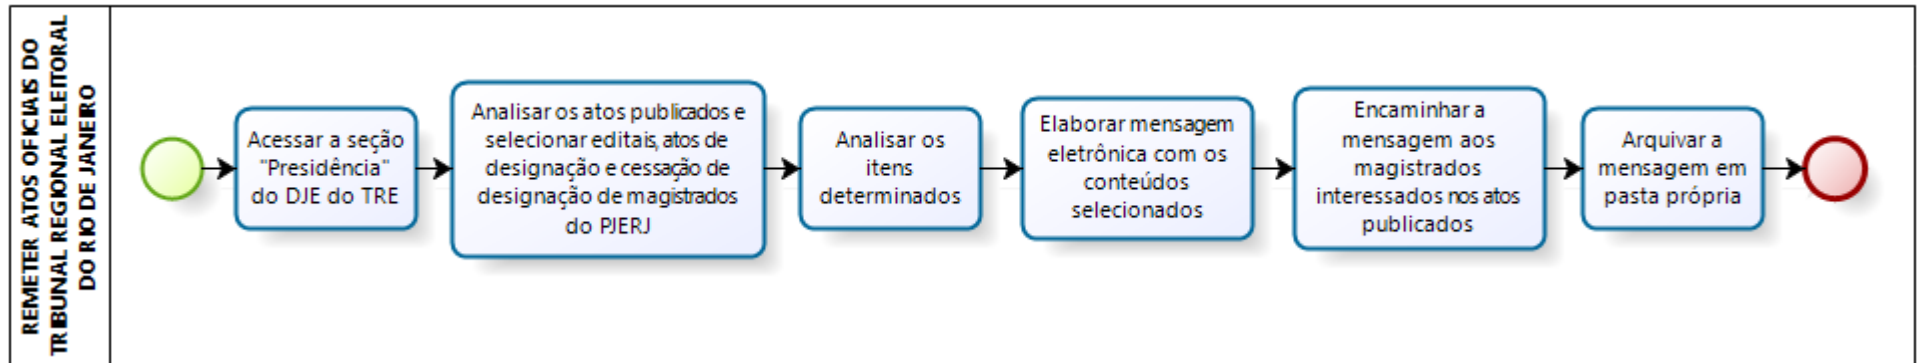 REMETER ATOS OFICIAIS DO
TRIBUNAL REGIONAL ELEITORAL
DO RIO DE JANEIRO
Acessar a seção
"Presidência"
do DJE do TRE
Analisar os atos publicados e
selecionar editais, atos de
designação e cessação de
designação de magistrados
do PJERJ
Analisar os
itens
determinados
Elaborar mensagem
eletrônica com os
conteúdos
selecionados
Encaminhar a
mensagem aos
magistrados
interessados nos atos
publicados
Arquivar a
mensagem em
pasta própria